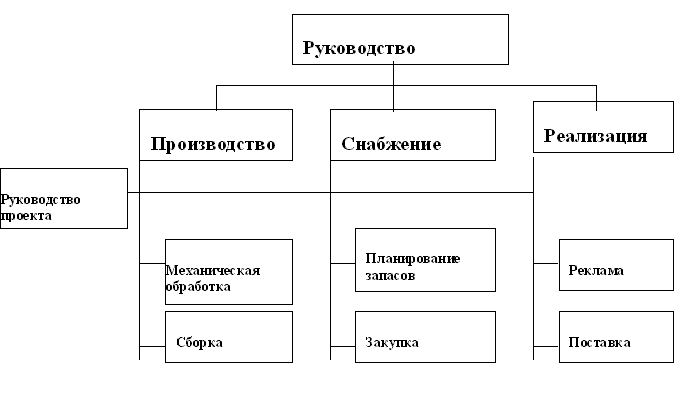 Руководство
Производство
Снабжение
Реализация
Руководство
проекта
Механическая
обработка
Планирование
запасов
Реклама
Сборка
Закупка
Поставка